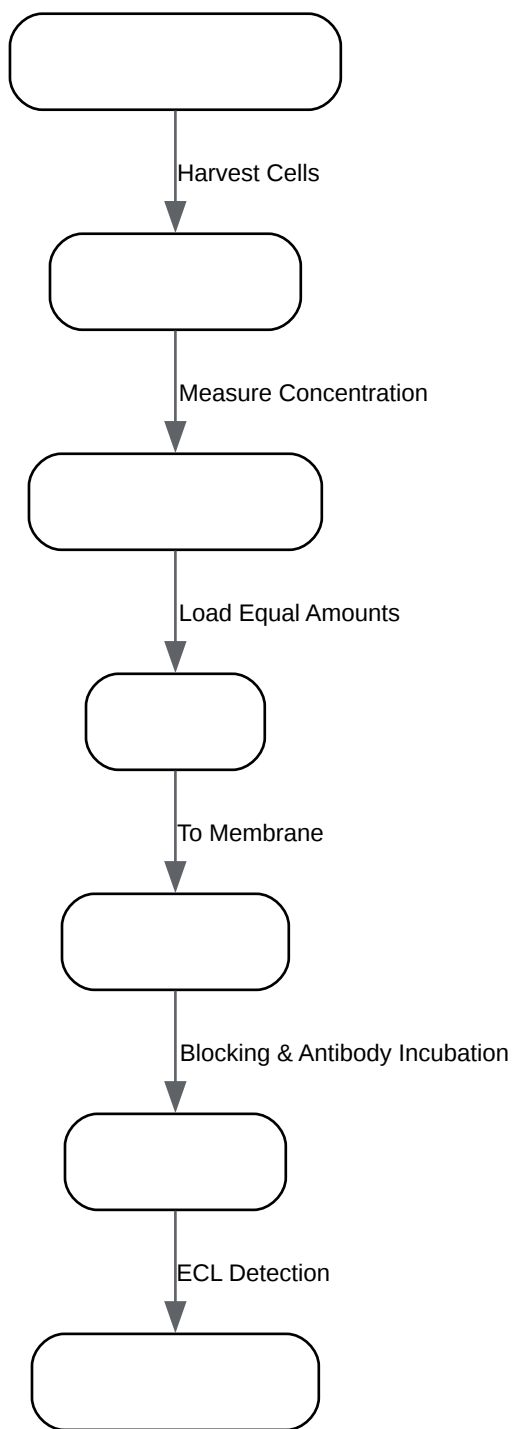 Harvest Cells
Measure Concentration
Load Equal Amounts
To Membrane
Blocking & Antibody Incubation
ECL Detection